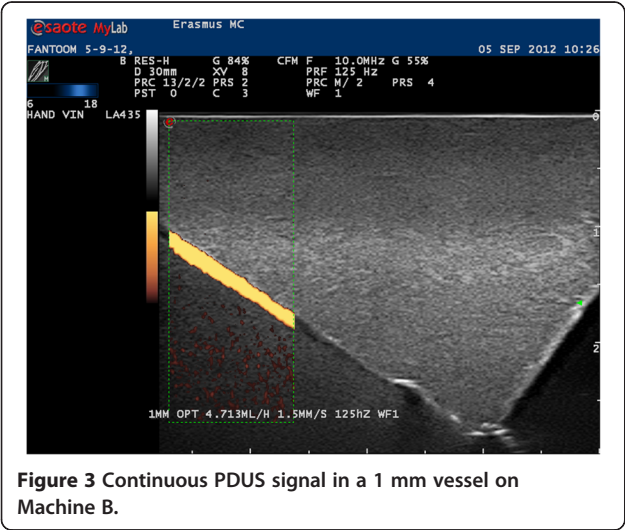 esaote MyLab Erasmus MC
FANTOOM 5-9-12, 05 SEP 2012 10:26
B RES-H G 84% CFM F 10.0MHz G 55%
D 30mm XV 8 PRF 125 Hz
PRC 13/2/2 PRS 2 PRC M/ 2 PRS 4
PST 0 C 3 WF 1
H
6 18
HAND VIN LA435
0
1
2
1MM OPT 4.713ML/H 1.5MM/S 125hZ WF1
Figure 3 Continuous PDUS signal in a 1 mm vessel on
Machine B.